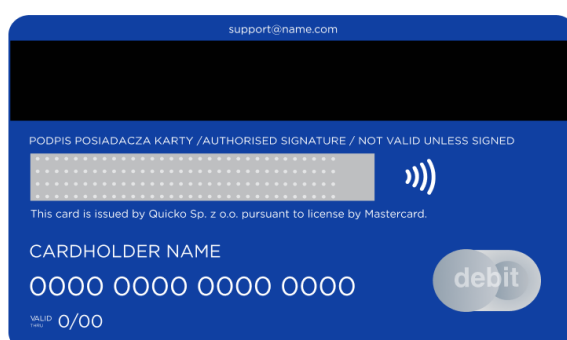 support@name.com
PODPIS POSIADACZA KARTY /AUTHORISED SIGNATURE / NOT VALID UNLESS SIGNED
This card is issued by Quicko Sp. z o.o. pursuant to license by Mastercard.
CARDHOLDER NAME
debit
0000 0000 0000 0000
VALID THRU 0/00